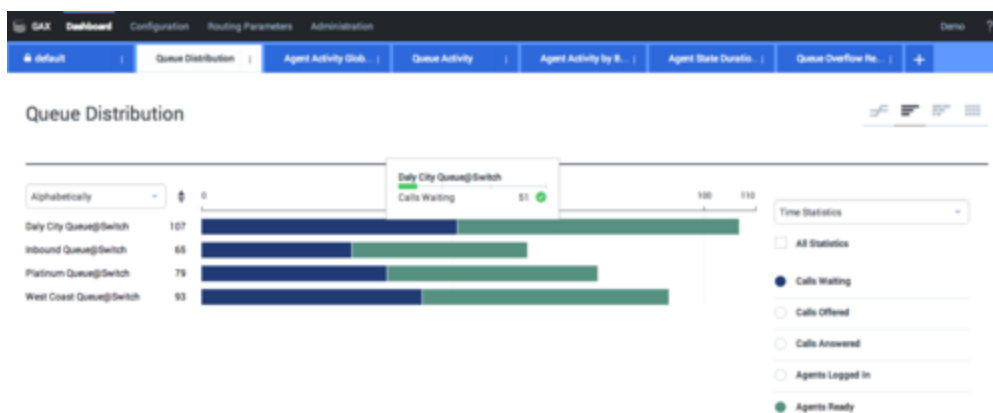 GAX Dashboard Configuration Routing Parameters Administration Demo ?
default Queue Distribution Agent Activity Glob... Queue Activity Agent Activity by B... Agent State Duratio... Queue Overflow Re... +
Queue Distribution
Daly City Queue@Switch
Calls Waiting 51
Alphabetically 0 100 110
Time Statistics
Daly City Queue@Switch 107
Inbound Queue@Switch 65
Platinum Queue@Switch 79
West Coast Queue@Switch 93
All Statistics
Calls Waiting
Calls Offered
Calls Answered
Agents Logged In
Agents Ready